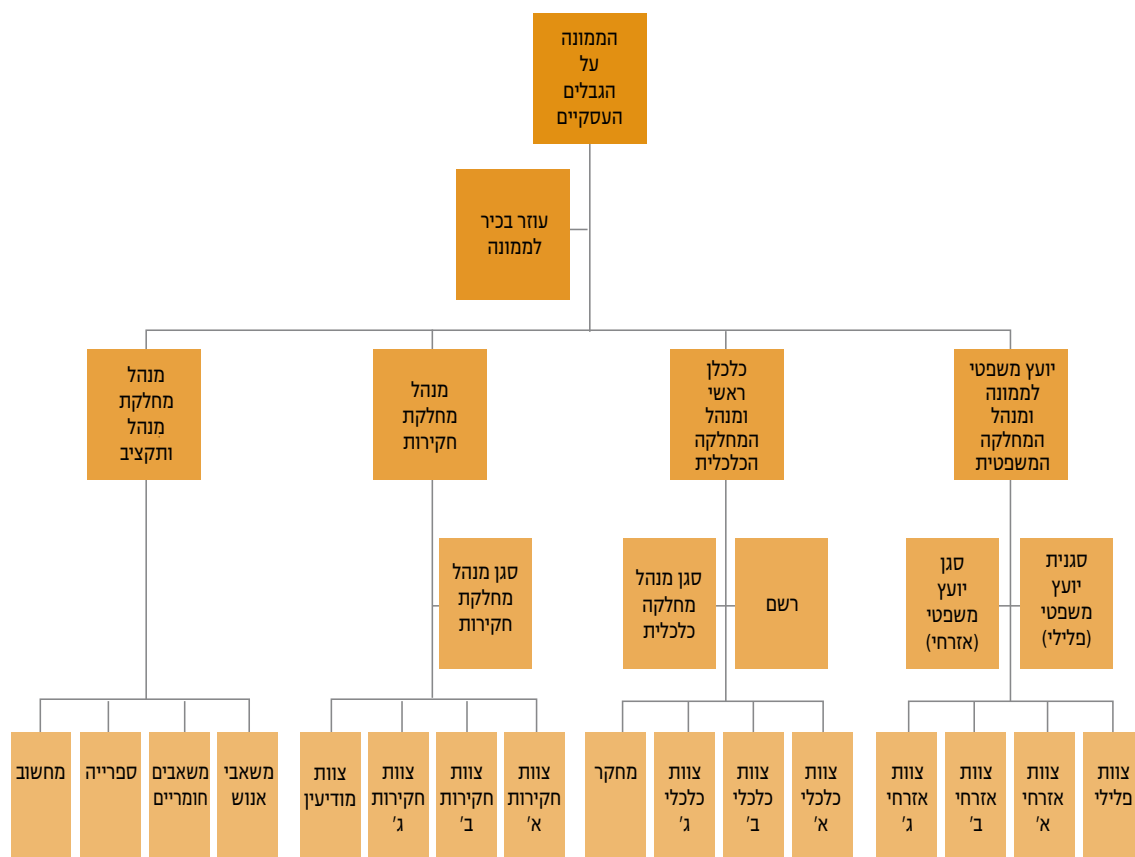 הממונה
על
הגבלים
העסקיים
עוזר בכיר
לממונה
יועץ משפטי
לממונה
ומנהל
המחלקה
המשפטית
כלכלן
ראשי
ומנהל
המחלקה
הכלכלית
מנהל
מחלקת
חקירות
מנהל
מחלקת
מִנהל
ותקציב
סגנית
יועץ
משפטי
(פלילי)
סגן
יועץ
משפטי
(אזרחי)
רשם
סגן מנהל
מחלקה
כלכלית
סגן מנהל
מחלקת
חקירות
צוות
פלילי
צוות
אזרחי
א'
צוות
אזרחי
ב'
צוות
אזרחי
ג'
צוות
כלכלי
א'
צוות
כלכלי
ב'
צוות
כלכלי
ג'
מחקר
צוות
חקירות
א'
צוות
חקירות
ב'
צוות
חקירות
ג'
צוות
מודיעין
משאבי
אנוש
משאבים
חומריים
ספרייה
מחשוב